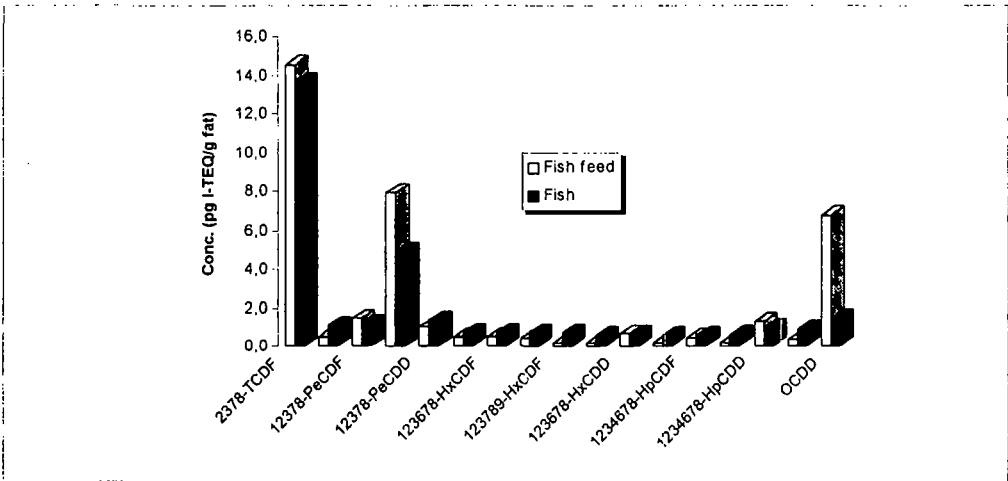 16,0
14,0
12,0
10,0
8,0
6,0
4,0
2,0
0,0
Conc. (pg I-TEQ/g fat)
Fish feed
Fish
2378-TCDF
12378-PeCDF
12378-PeCDD
123678-HxCDF
123789-HxCDF
123678-HxCDD
1234678-HpCDF
1234678-HpCDD
OCDD